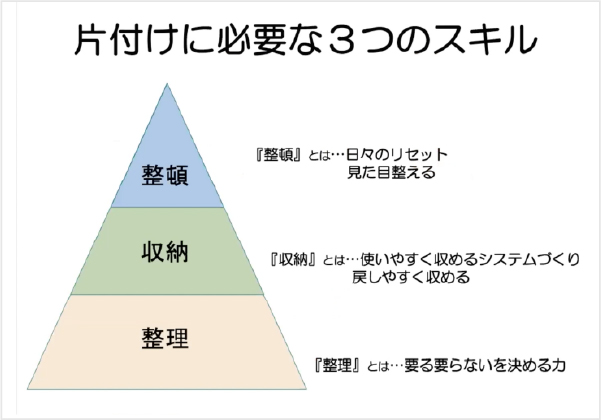 片付けに必要な３つのスキル
整頓
『整頓』とは…日々のリセット
見た目整える
収納
『収納』とは…使いやすく収めるシステムづくり
戻しやすく収める
整理
『整理』とは…要る要らないを決める力